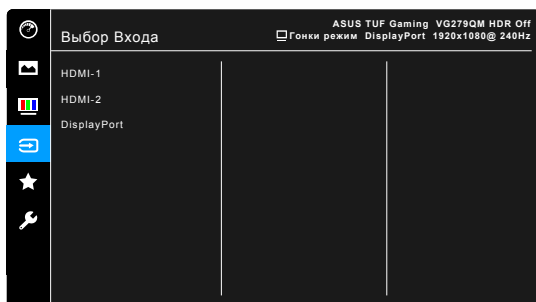 ASUS TUF Gaming VG279QM HDR Off
Выбор Входа
Гонки режим DisplayPort 1920x1080@ 240Hz
HDMI-1
HDMI-2
DisplayPort